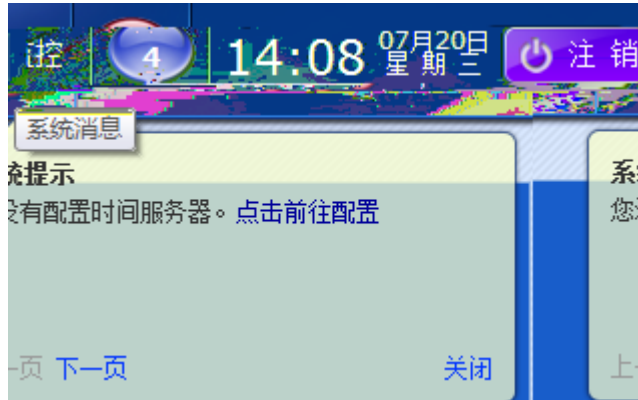 控 4 14:08 07月20日 星期三 注 销
系统消息
统提示
没有配置时间服务器。点击前往配置
一页 下一页 关闭
系
您
上